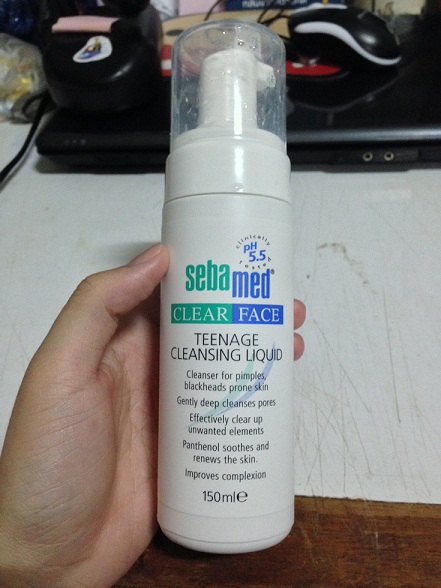 clinically tested
pH
5.5
sebamed®
CLEAR FACE
TEENAGE
CLEANSING LIQUID
Cleanser for pimples,
blackheads prone skin
Gently deep cleanses pores
Effectively clear up
unwanted elements
Panthenol soothes and
renews the skin.
Improves complexion
150ml℮